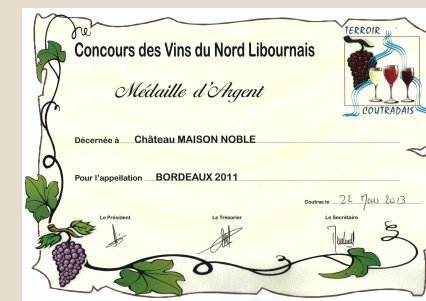 Concours des Vins du Nord Libournais
TERROIR
COUTRADAIS
Médaille d'Argent
Décernée à Château MAISON NOBLE
Pour l'appellation BORDEAUX 2011
Coutras le 22 Mars 2013
Le Président Le Trésorier Le Secrétaire